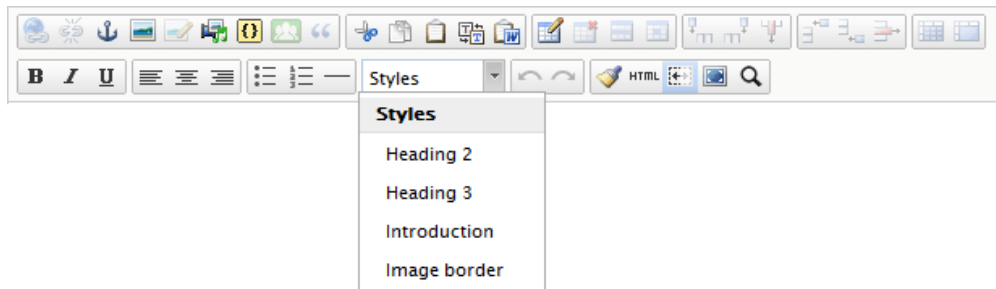 B I U Styles HTML
Styles
Heading 2
Heading 3
Introduction
Image border